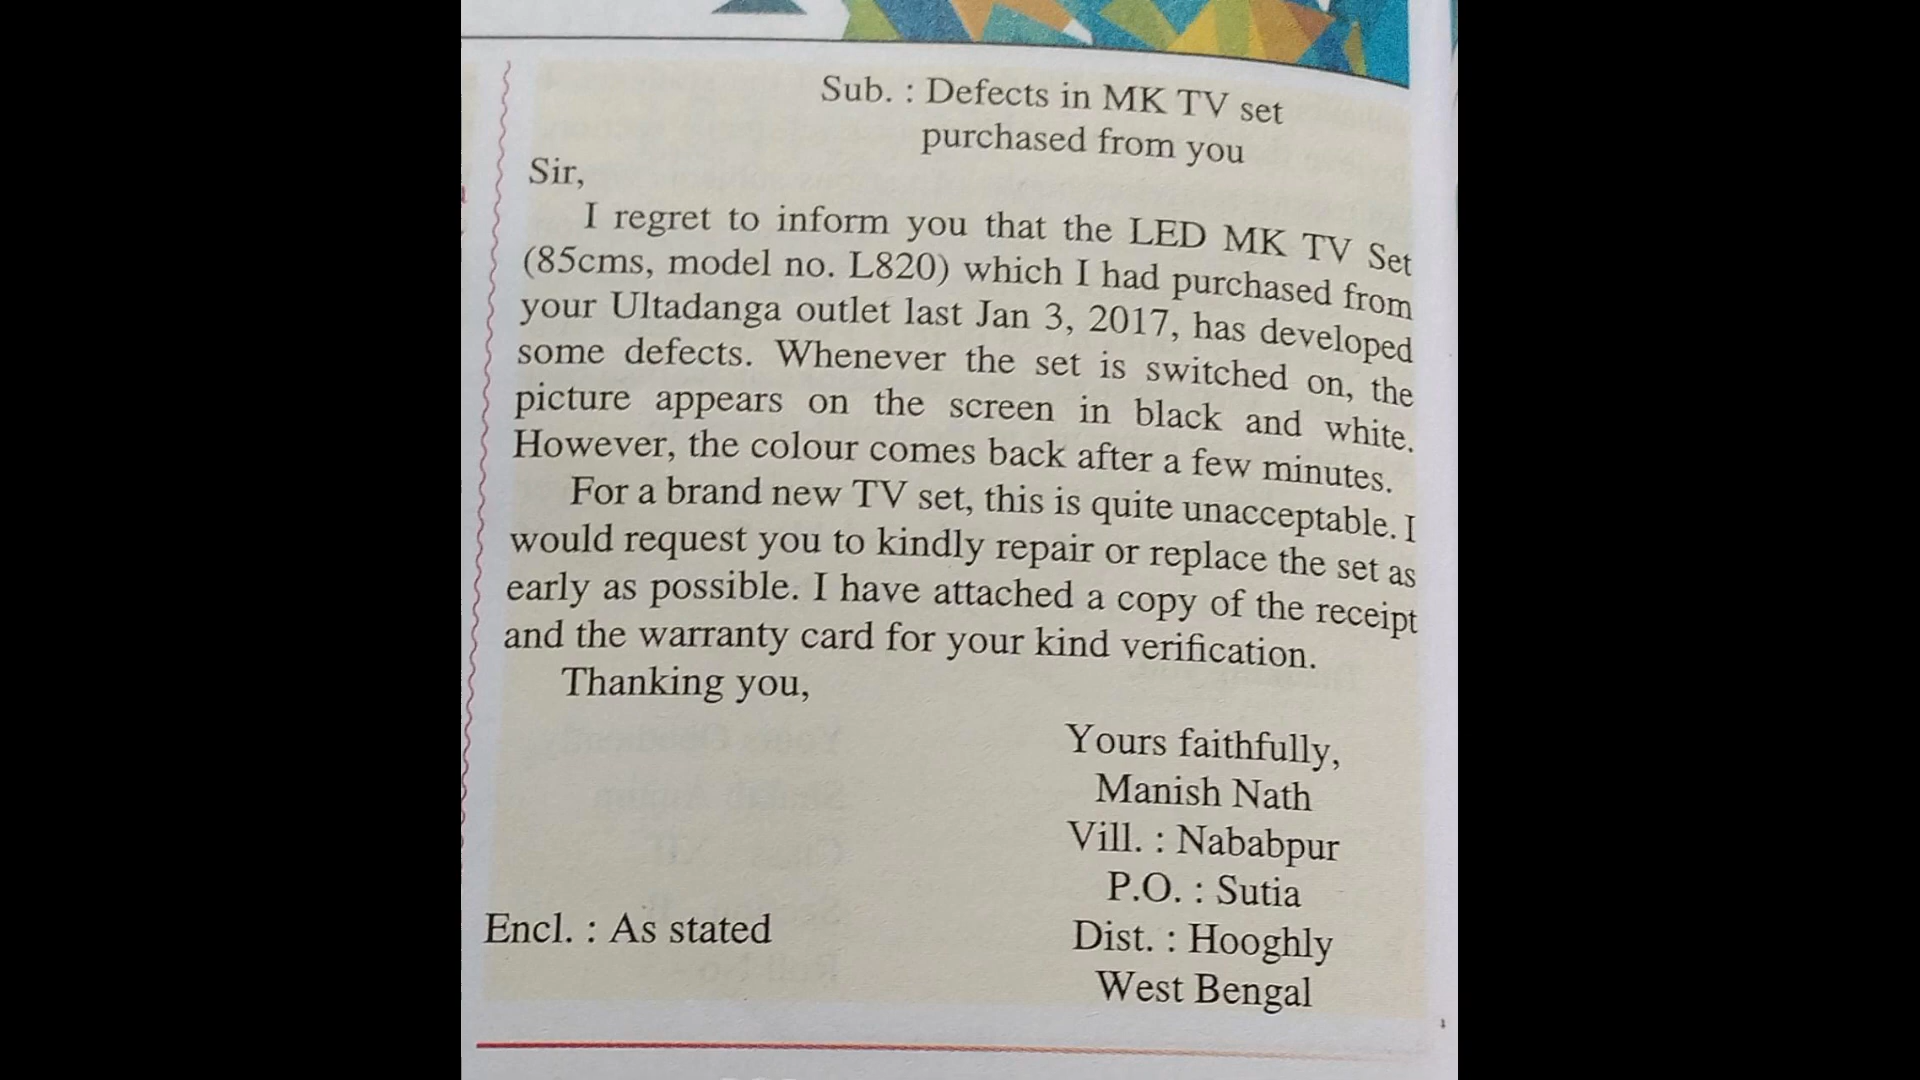 Sub. : Defects in MK TV set
purchased from you
Sir,
I regret to inform you that the LED MK TV Set
(85cms, model no. L820) which I had purchased from
your Ultadanga outlet last Jan 3, 2017, has developed
some defects. Whenever the set is switched on, the
picture appears on the screen in black and white.
However, the colour comes back after a few minutes.
For a brand new TV set, this is quite unacceptable. I
would request you to kindly repair or replace the set as
early as possible. I have attached a copy of the receipt
and the warranty card for your kind verification.
Thanking you,
Yours faithfully,
Manish Nath
Vill. : Nababpur
P.O. : Sutia
Encl. : As stated
Dist. : Hooghly
West Bengal